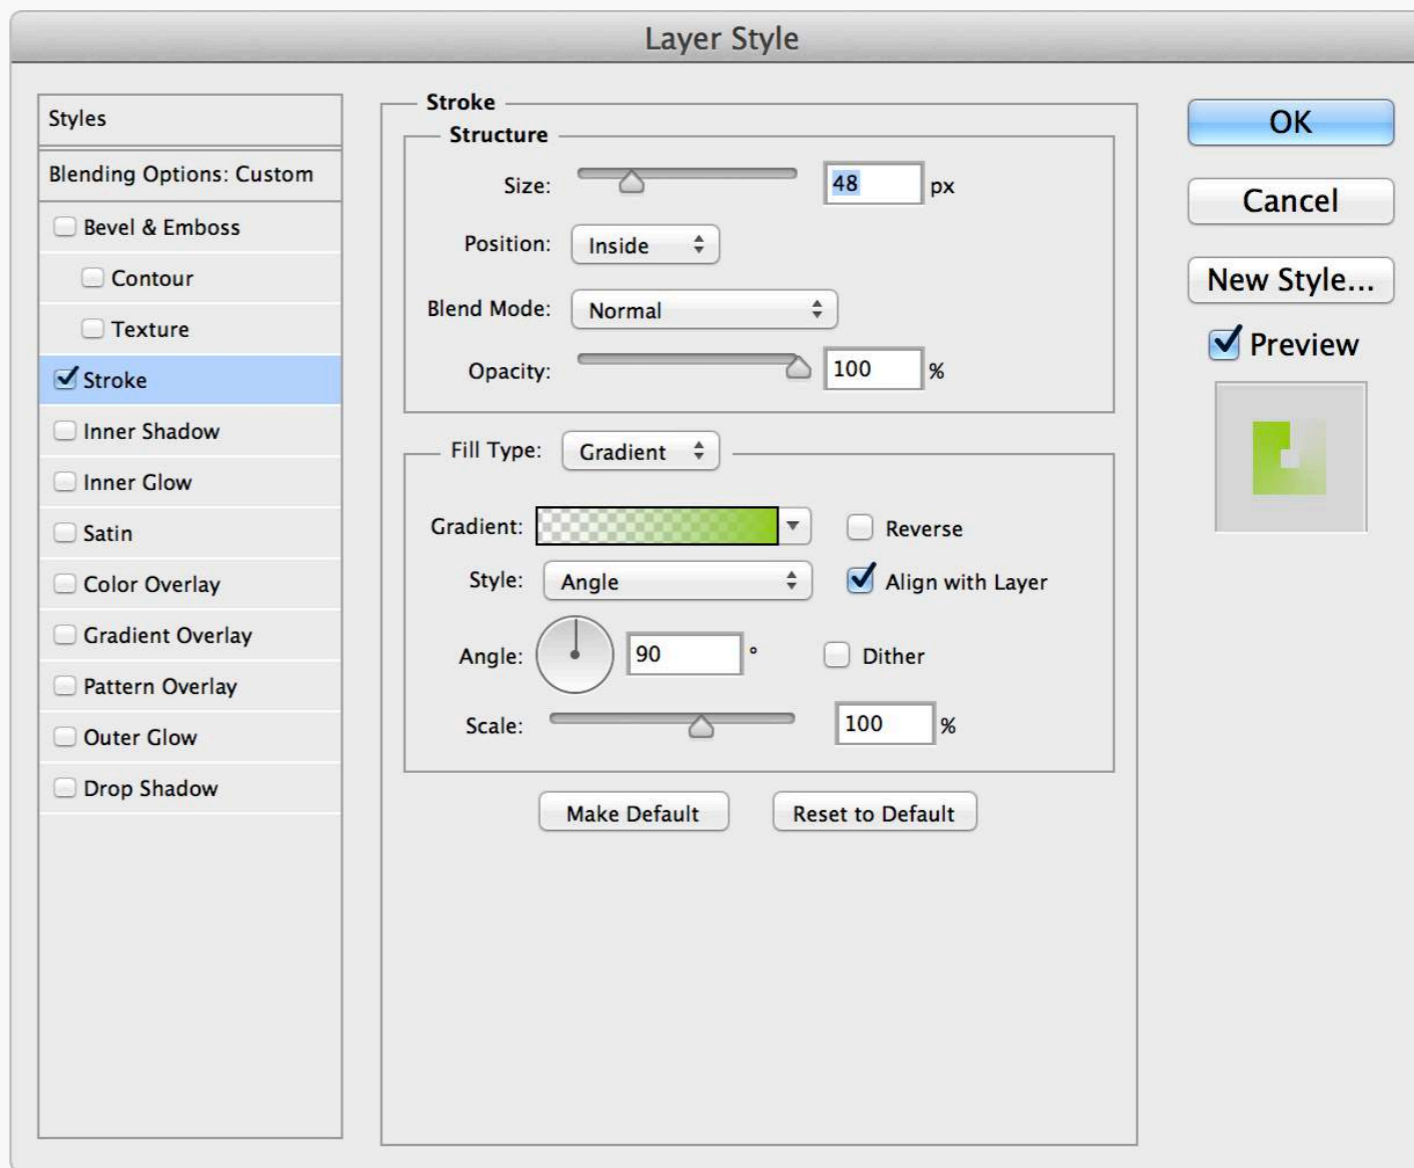 Layer Style
Styles
Blending Options: Custom
Bevel & Emboss
Contour
Texture
Stroke
Inner Shadow
Inner Glow
Satin
Color Overlay
Gradient Overlay
Pattern Overlay
Outer Glow
Drop Shadow
Stroke
Structure
Size: 48 px
Position: Inside
Blend Mode: Normal
Opacity: 100 %
Fill Type: Gradient
Gradient: Reverse
Style: Angle Align with Layer
Angle: 90 ° Dither
Scale: 100 %
Make Default Reset to Default
OK
Cancel
New Style...
Preview